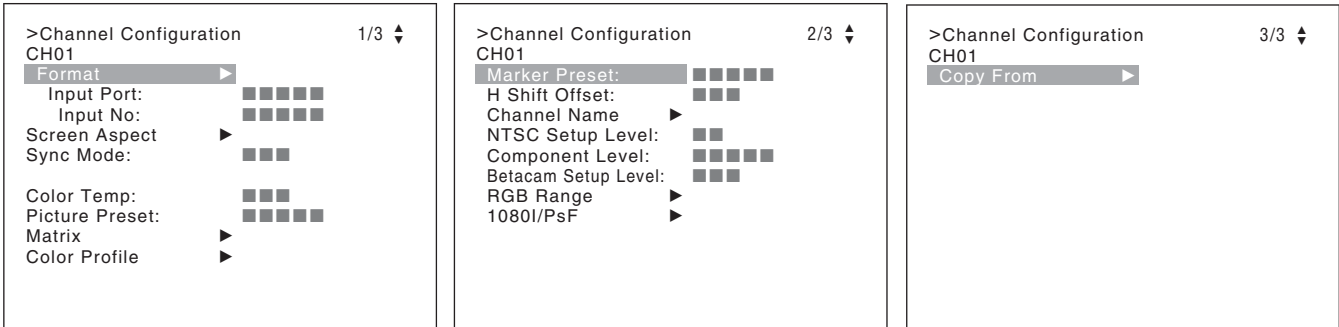 >Channel Configuration 1/3
CH01
Format
Input Port:
Input No:
Screen Aspect
Sync Mode:
Color Temp:
Picture Preset:
Matrix
Color Profile
>Channel Configuration 2/3
CH01
Marker Preset:
H Shift Offset:
Channel Name
NTSC Setup Level:
Component Level:
Betacam Setup Level:
RGB Range
1080I/PsF
>Channel Configuration 3/3
CH01
Copy From